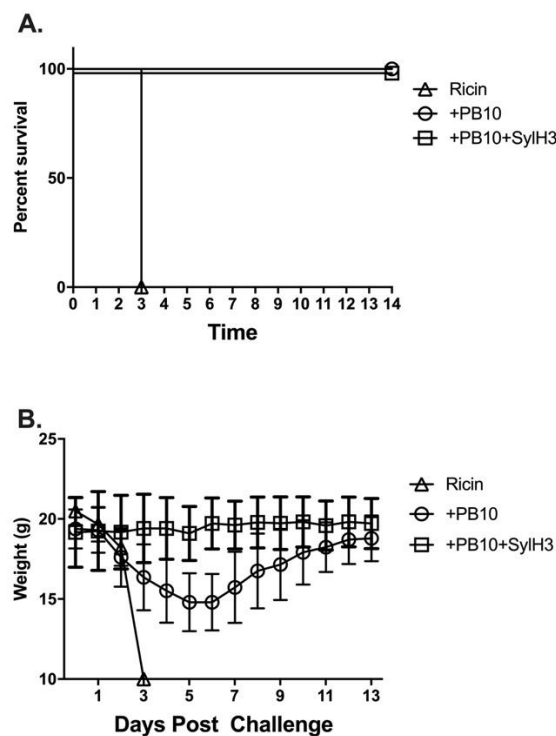 A.
Percent survival
100
50
0
0 1 2 3 4 5 6 7 8 9 10 11 12 13 14
Time
Ricin
+PB10
+PB10+SylH3
B.
Weight (g)
25
20
15
10
1 3 5 7 9 11 13
Days Post Challenge
Ricin
+PB10
+PB10+SylH3